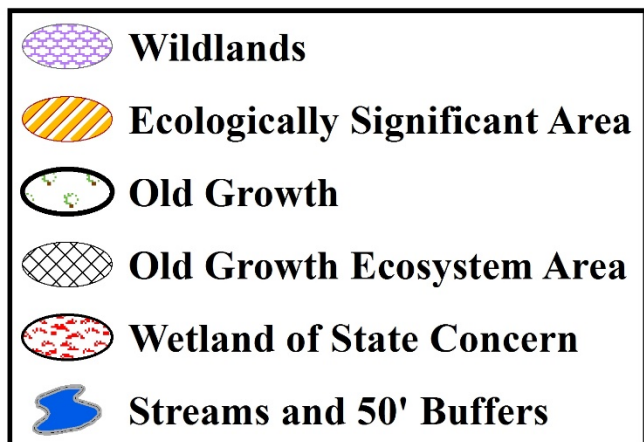 Wildlands
Ecologically Significant Area
Old Growth
Old Growth Ecosystem Area
Wetland of State Concern
Streams and 50' Buffers